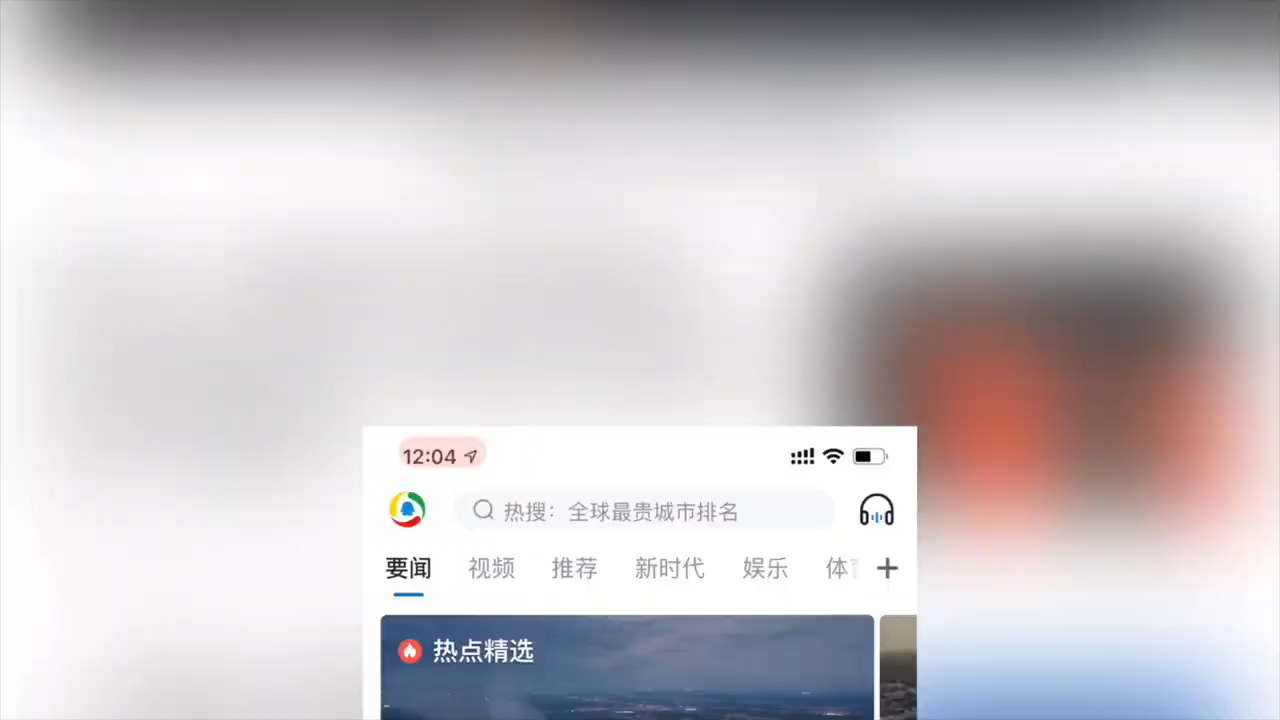 12:04
热搜：全球最贵城市排名
要闻 视频 推荐 新时代 娱乐 体
热点精选